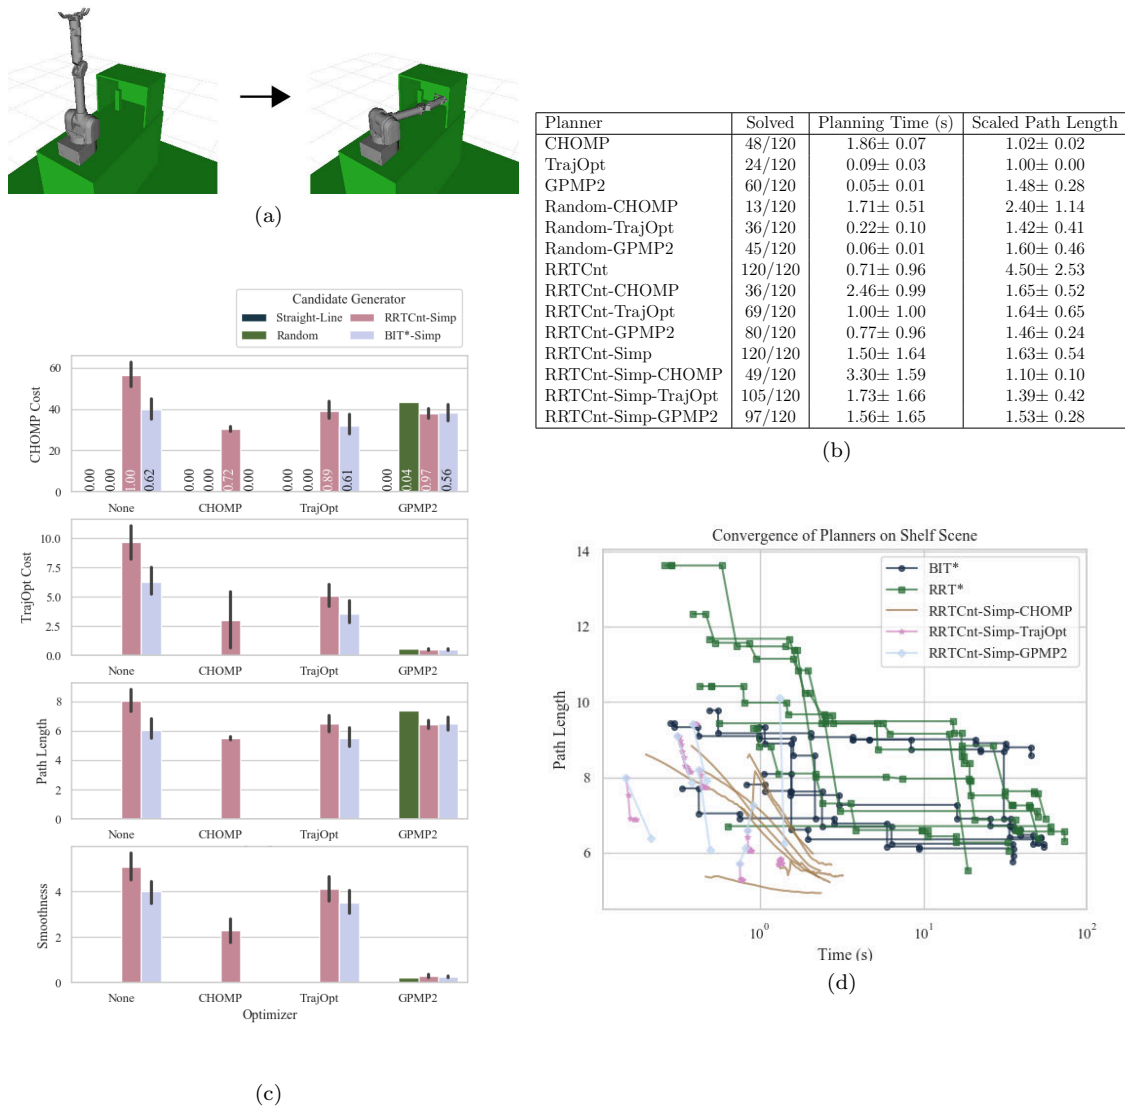 (a)
Planner Solved Planning Time (s) Scaled Path Length
CHOMP 48/120 1.86± 0.07 1.02± 0.02
TrajOpt 24/120 0.09± 0.03 1.00± 0.00
GPMP2 60/120 0.05± 0.01 1.48± 0.28
Random-CHOMP 13/120 1.71± 0.51 2.40± 1.14
Random-TrajOpt 36/120 0.22± 0.10 1.42± 0.41
Random-GPMP2 45/120 0.06± 0.01 1.60± 0.46
RRTCnt 120/120 0.71± 0.96 4.50± 2.53
RRTCnt-CHOMP 36/120 2.46± 0.99 1.65± 0.52
RRTCnt-TrajOpt 69/120 1.00± 1.00 1.64± 0.65
RRTCnt-GPMP2 80/120 0.77± 0.96 1.46± 0.24
RRTCnt-Simp 120/120 1.50± 1.64 1.63± 0.54
RRTCnt-Simp-CHOMP 49/120 3.30± 1.59 1.10± 0.10
RRTCnt-Simp-TrajOpt 105/120 1.73± 1.66 1.39± 0.42
RRTCnt-Simp-GPMP2 97/120 1.56± 1.65 1.53± 0.28
(b)
Candidate Generator
Straight-Line RRTCnt-Simp
Random BIT*-Simp
CHOMP Cost
60
40
20
0
0.00 0.00 1.00 0.62 0.00 0.00 0.72 0.00 0.00 0.00 0.89 0.61 0.00 0.04 0.97 0.56
None CHOMP TrajOpt GPMP2
TrajOpt Cost
10.0
7.5
5.0
2.5
0.0
None CHOMP TrajOpt GPMP2
Path Length
8
6
4
2
0
None CHOMP TrajOpt GPMP2
Smoothness
4
2
0
None CHOMP TrajOpt GPMP2
Optimizer
(c)
Convergence of Planners on Shelf Scene
BIT*
RRT*
RRTCnt-Simp-CHOMP
RRTCnt-Simp-TrajOpt
RRTCnt-Simp-GPMP2
Path Length
14
12
10
8
6
10⁰ 10¹ 10²
Time (s)
(d)